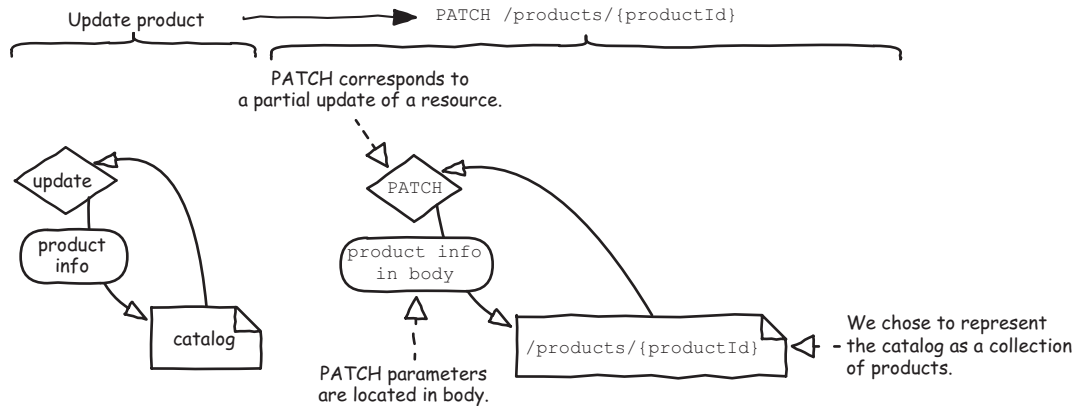 Update product
PATCH /products/{productId}
PATCH corresponds to
a partial update of a resource.
update
product
info
catalog
PATCH
product info
in body
/products/{productId}
PATCH parameters
are located in body.
We chose to represent
the catalog as a collection
of products.